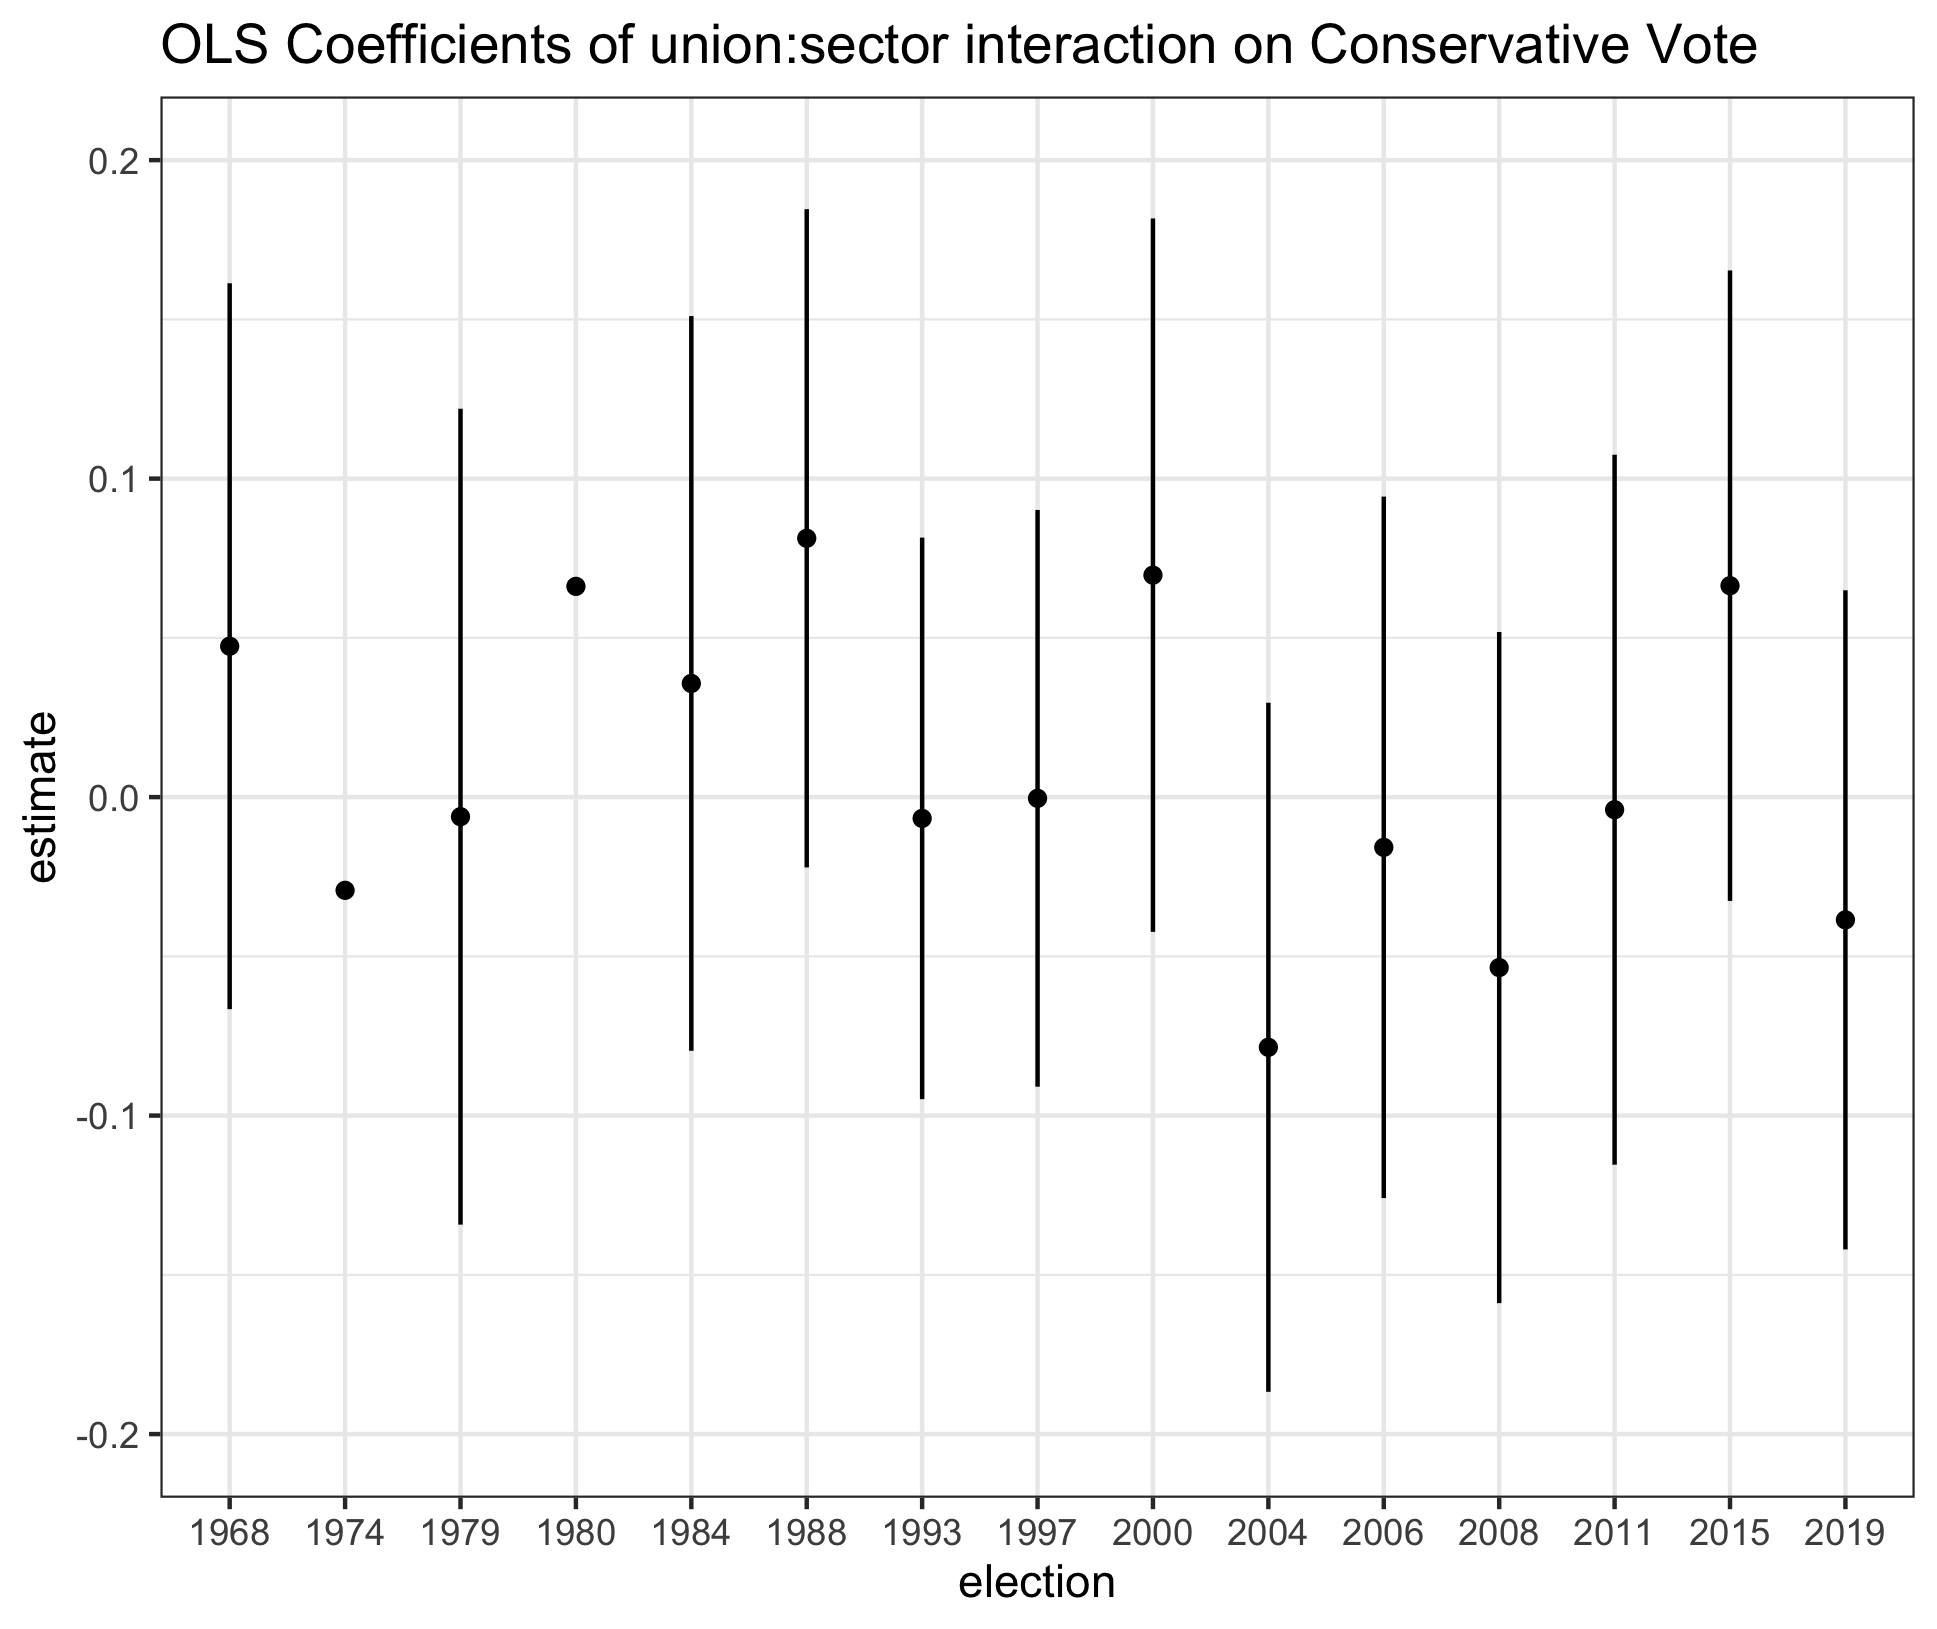 OLS Coefficients of union:sector interaction on Conservative Vote
0.2
0.1
0.0
-0.1
-0.2
estimate
1968 1974 1979 1980 1984 1988 1993 1997 2000 2004 2006 2008 2011 2015 2019
election